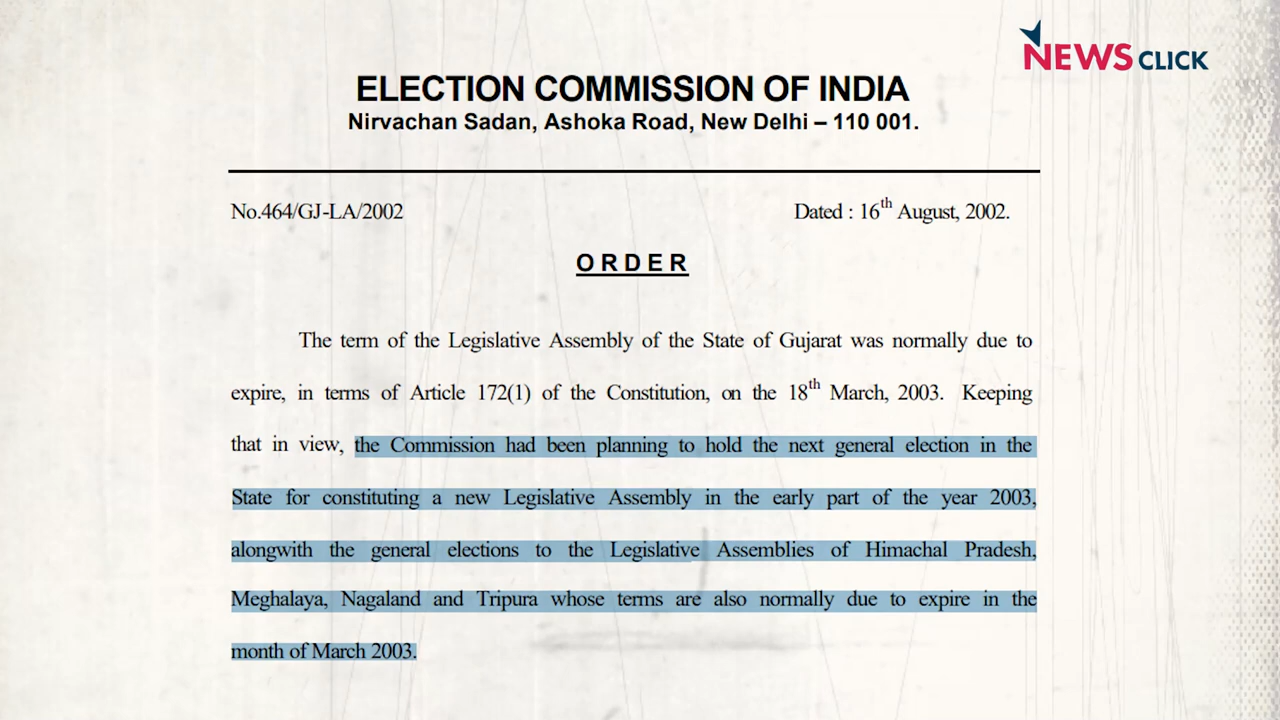 NEWS CLICK
ELECTION COMMISSION OF INDIA
Nirvachan Sadan, Ashoka Road, New Delhi – 110 001.
No.464/GJ-LA/2002 Dated : 16th August, 2002.
O R D E R
The term of the Legislative Assembly of the State of Gujarat was normally due to
expire, in terms of Article 172(1) of the Constitution, on the 18th March, 2003. Keeping
that in view, the Commission had been planning to hold the next general election in the
State for constituting a new Legislative Assembly in the early part of the year 2003,
alongwith the general elections to the Legislative Assemblies of Himachal Pradesh,
Meghalaya, Nagaland and Tripura whose terms are also normally due to expire in the
month of March 2003.